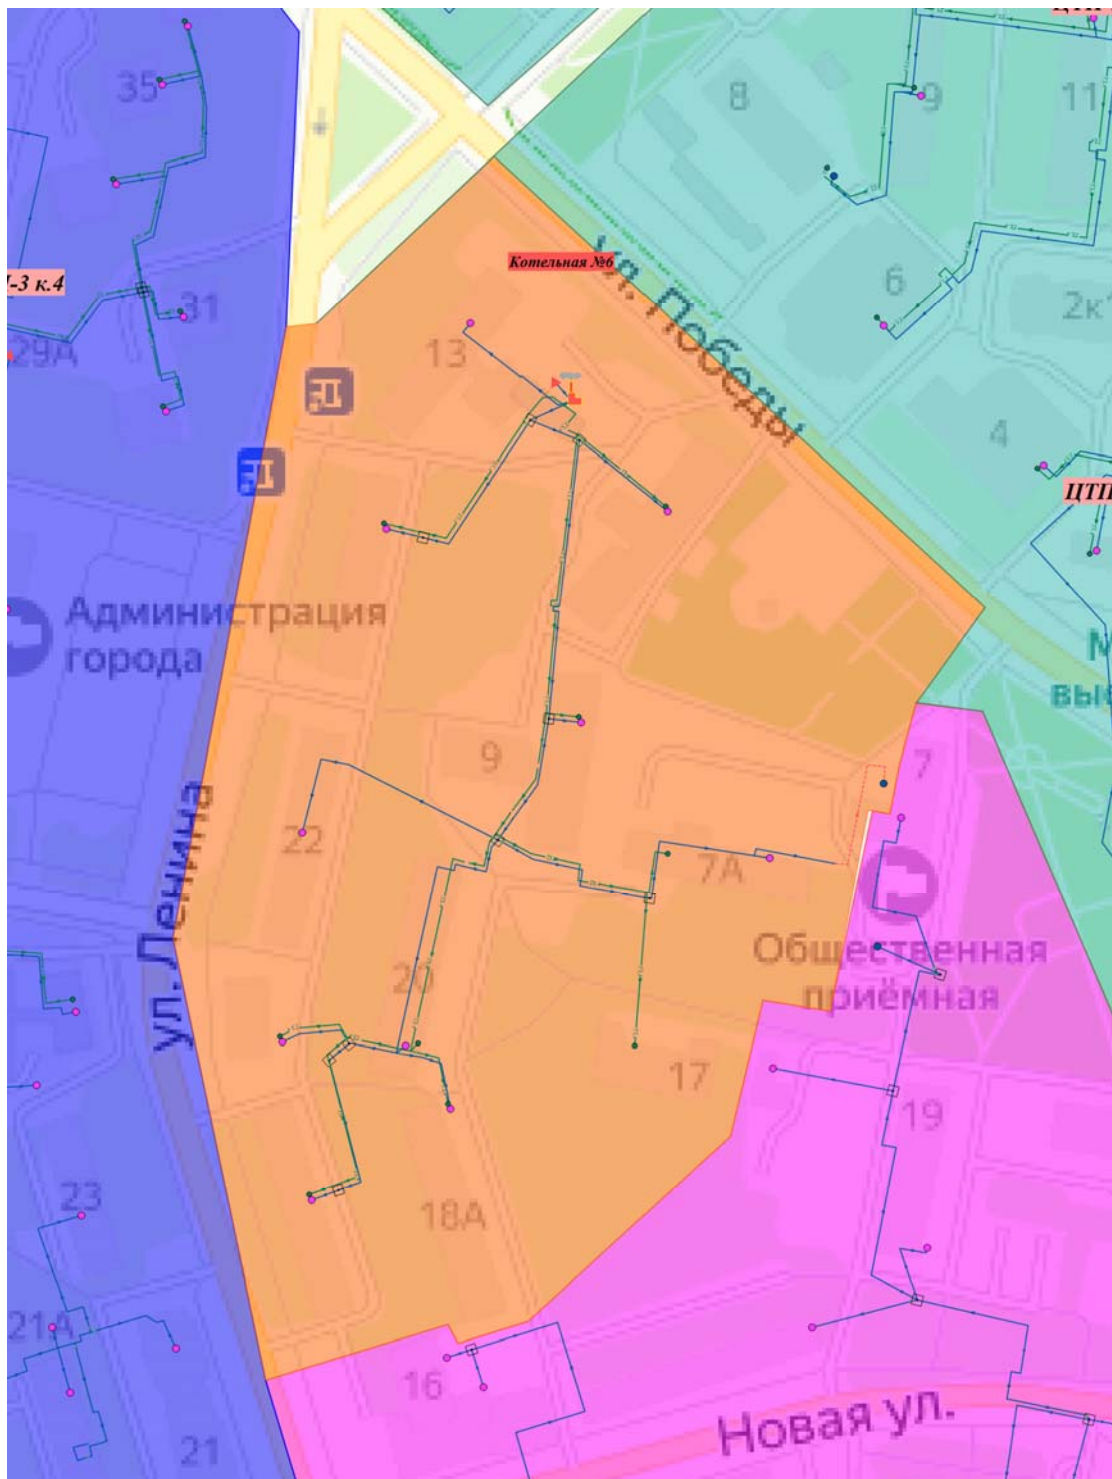 35
8
9
11
Котельная №6
6
-3 к.4
31
2к
29А
13
ул. Победы
4
ЦТП
Администрация
города
9
7
22
7А
ул. Ленина
Общественная
приёмная
20
17
19
23
18А
21А
16
Новая ул.
21